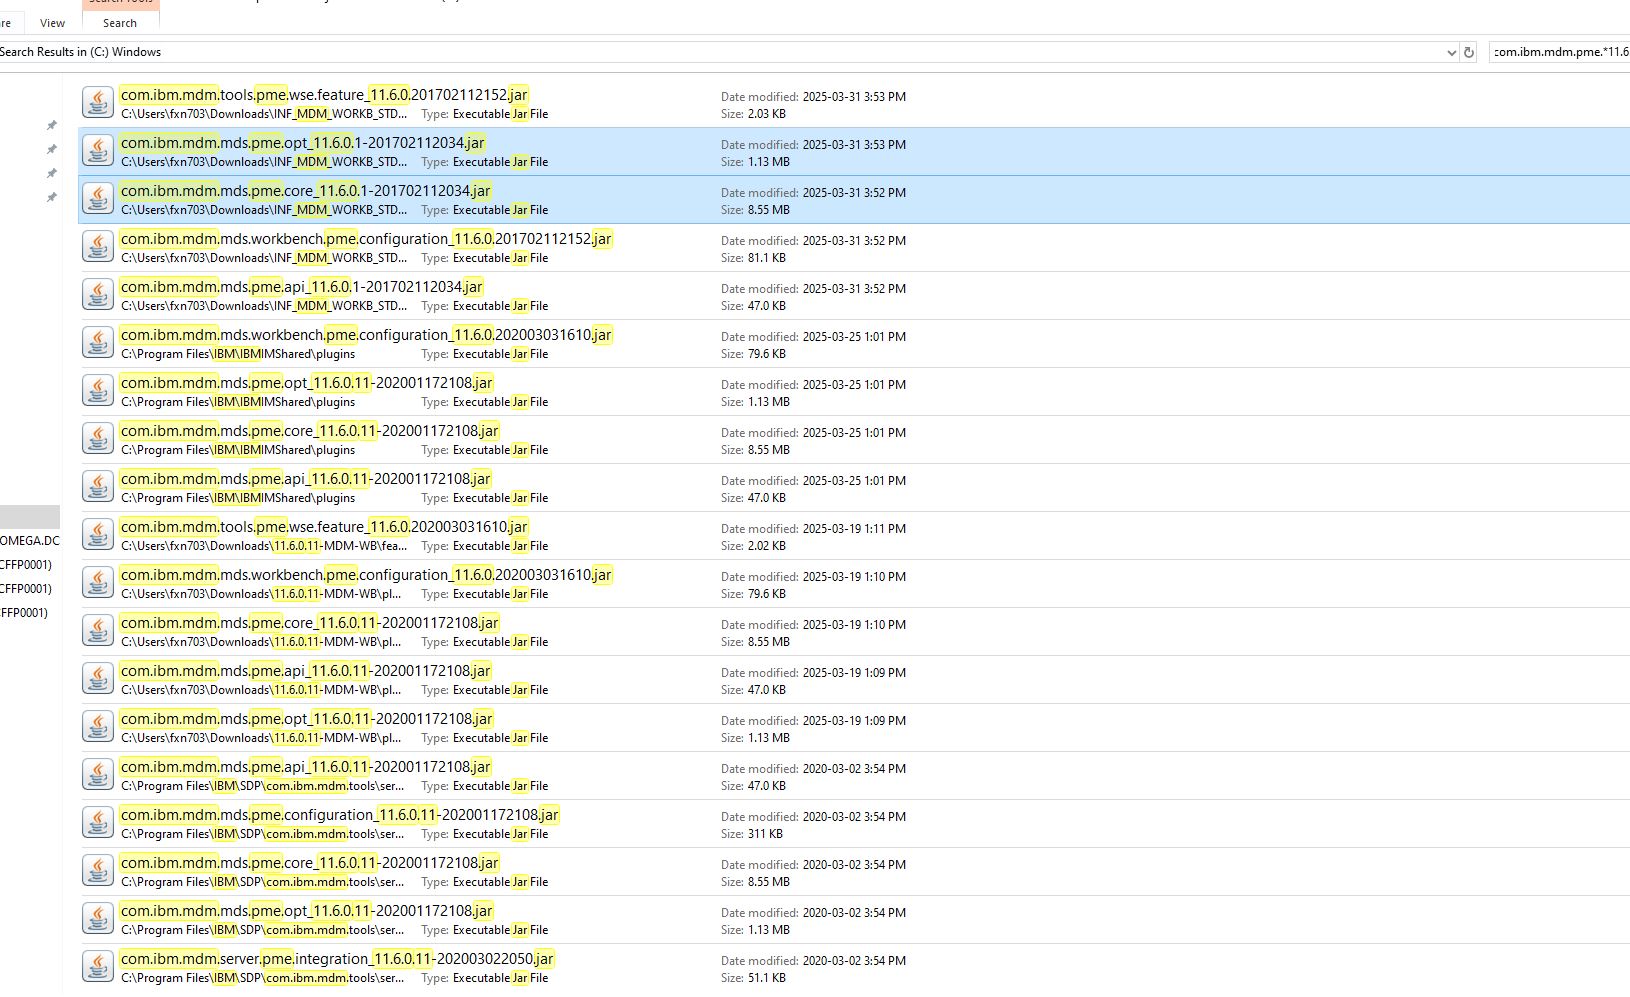 View
Search
Search Results in (C:) Windows
com.ibm.mdm.pme.*11.6
com.ibm.mdm.tools.pme.wse.feature_11.6.0.201702112152.jar
Date modified: 2025-03-31 3:53 PM
C:\Users\fxn703\Downloads\INF_MDM_WORKB_STD... Type: Executable Jar File
Size: 2.03 KB
com.ibm.mdm.mds.pme.opt_11.6.0.1-201702112034.jar
Date modified: 2025-03-31 3:53 PM
C:\Users\fxn703\Downloads\INF_MDM_WORKB_STD... Type: Executable Jar File
Size: 1.13 MB
com.ibm.mdm.mds.pme.core_11.6.0.1-201702112034.jar
Date modified: 2025-03-31 3:52 PM
C:\Users\fxn703\Downloads\INF_MDM_WORKB_STD... Type: Executable Jar File
Size: 8.55 MB
com.ibm.mdm.mds.workbench.pme.configuration_11.6.0.201702112152.jar
Date modified: 2025-03-31 3:52 PM
C:\Users\fxn703\Downloads\INF_MDM_WORKB_STD... Type: Executable Jar File
Size: 81.1 KB
com.ibm.mdm.mds.pme.api_11.6.0.1-201702112034.jar
Date modified: 2025-03-31 3:52 PM
C:\Users\fxn703\Downloads\INF_MDM_WORKB_STD... Type: Executable Jar File
Size: 47.0 KB
com.ibm.mdm.mds.workbench.pme.configuration_11.6.0.202003031610.jar
Date modified: 2025-03-25 1:01 PM
C:\Program Files\IBM\IBMIMShared\plugins Type: Executable Jar File
Size: 79.6 KB
com.ibm.mdm.mds.pme.opt_11.6.0.11-202001172108.jar
Date modified: 2025-03-25 1:01 PM
C:\Program Files\IBM\IBMIMShared\plugins Type: Executable Jar File
Size: 1.13 MB
com.ibm.mdm.mds.pme.core_11.6.0.11-202001172108.jar
Date modified: 2025-03-25 1:01 PM
C:\Program Files\IBM\IBMIMShared\plugins Type: Executable Jar File
Size: 8.55 MB
com.ibm.mdm.mds.pme.api_11.6.0.11-202001172108.jar
Date modified: 2025-03-25 1:01 PM
C:\Program Files\IBM\IBMIMShared\plugins Type: Executable Jar File
Size: 47.0 KB
com.ibm.mdm.tools.pme.wse.feature_11.6.0.202003031610.jar
Date modified: 2025-03-19 1:11 PM
C:\Users\fxn703\Downloads\11.6.0.11-MDM-WB\fea... Type: Executable Jar File
Size: 2.02 KB
com.ibm.mdm.mds.workbench.pme.configuration_11.6.0.202003031610.jar
Date modified: 2025-03-19 1:10 PM
C:\Users\fxn703\Downloads\11.6.0.11-MDM-WB\pl... Type: Executable Jar File
Size: 79.6 KB
com.ibm.mdm.mds.pme.core_11.6.0.11-202001172108.jar
Date modified: 2025-03-19 1:10 PM
C:\Users\fxn703\Downloads\11.6.0.11-MDM-WB\pl... Type: Executable Jar File
Size: 8.55 MB
com.ibm.mdm.mds.pme.api_11.6.0.11-202001172108.jar
Date modified: 2025-03-19 1:09 PM
C:\Users\fxn703\Downloads\11.6.0.11-MDM-WB\pl... Type: Executable Jar File
Size: 47.0 KB
com.ibm.mdm.mds.pme.opt_11.6.0.11-202001172108.jar
Date modified: 2025-03-19 1:09 PM
C:\Users\fxn703\Downloads\11.6.0.11-MDM-WB\pl... Type: Executable Jar File
Size: 1.13 MB
com.ibm.mdm.mds.pme.api_11.6.0.11-202001172108.jar
Date modified: 2020-03-02 3:54 PM
C:\Program Files\IBM\SDP\com.ibm.mdm.tools\ser... Type: Executable Jar File
Size: 47.0 KB
com.ibm.mdm.mds.pme.configuration_11.6.0.11-202001172108.jar
Date modified: 2020-03-02 3:54 PM
C:\Program Files\IBM\SDP\com.ibm.mdm.tools\ser... Type: Executable Jar File
Size: 311 KB
com.ibm.mdm.mds.pme.core_11.6.0.11-202001172108.jar
Date modified: 2020-03-02 3:54 PM
C:\Program Files\IBM\SDP\com.ibm.mdm.tools\ser... Type: Executable Jar File
Size: 8.55 MB
com.ibm.mdm.mds.pme.opt_11.6.0.11-202001172108.jar
Date modified: 2020-03-02 3:54 PM
C:\Program Files\IBM\SDP\com.ibm.mdm.tools\ser... Type: Executable Jar File
Size: 1.13 MB
com.ibm.mdm.server.pme.integration_11.6.0.11-202003022050.jar
Date modified: 2020-03-02 3:54 PM
C:\Program Files\IBM\SDP\com.ibm.mdm.tools\ser... Type: Executable Jar File
Size: 51.1 KB
OMEGA.DC
CFFP0001)
CFFP0001)
FFP0001)